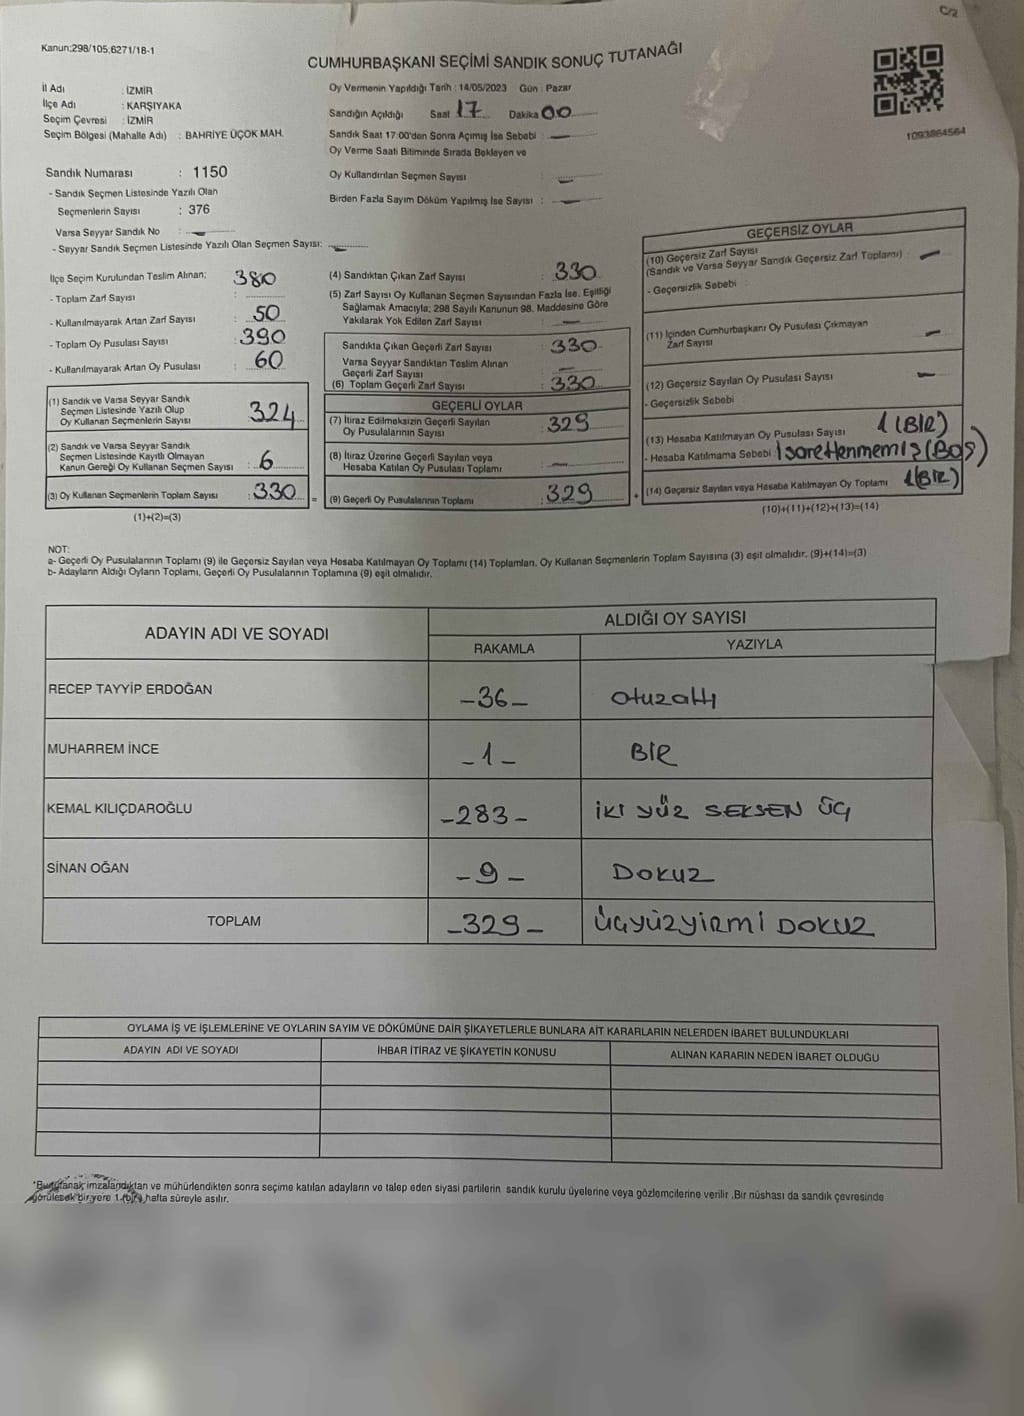 C/2
Kanun;298/105,6271/18-1
CUMHURBAŞKANI SEÇİMİ SANDIK SONUÇ TUTANAĞI
İl Adı : İZMİR
İlçe Adı : KARŞIYAKA
Seçim Çevresi : İZMİR
Seçim Bölgesi (Mahalle Adı) : BAHRİYE ÜÇOK MAH.
Oy Vermenin Yapıldığı Tarih : 14/05/2023 Gün : Pazar
Sandığın Açıldığı Saat 17 Dakika 00
Sandık Saat 17:00'den Sonra Açımış İse Sebebi : —
Oy Verme Saati Bitiminde Sırada Bekleyen ve
Oy Kullandırılan Seçmen Sayısı : —
Birden Fazla Sayım Döküm Yapılmış İse Sayısı : —
1093864564
Sandık Numarası : 1150
- Sandık Seçmen Listesinde Yazılı Olan
Seçmenlerin Sayısı : 376
Varsa Seyyar Sandık No : —
- Seyyar Sandık Seçmen Listesinde Yazılı Olan Seçmen Sayısı: —
İlçe Seçim Kurulundan Teslim Alınan;
- Toplam Zarf Sayısı : 380
- Kullanılmayarak Artan Zarf Sayısı : 50
- Toplam Oy Pusulası Sayısı : 390
- Kullanılmayarak Artan Oy Pusulası : 60
(1) Sandık ve Varsa Seyyar Sandık
Seçmen Listesinde Yazılı Olup
Oy Kullanan Seçmenlerin Sayısı : 324
(2) Sandık ve Varsa Seyyar Sandık
Seçmen Listesinde Kayıtlı Olmayan
Kanun Gereği Oy Kullanan Seçmen Sayısı : 6
(3) Oy Kullanan Seçmenlerin Toplam Sayısı : 330 =
(1)+(2)=(3)
(4) Sandıktan Çıkan Zarf Sayısı : 330
(5) Zarf Sayısı Oy Kullanan Seçmen Sayısından Fazla İse, Eşitliği
Sağlamak Amacıyla; 298 Sayılı Kanunun 98. Maddesine Göre
Yakılarak Yok Edilen Zarf Sayısı : —
Sandıkta Çıkan Geçerli Zarf Sayısı : 330
Varsa Seyyar Sandıktan Teslim Alınan
Geçerli Zarf Sayısı : —
(6) Toplam Geçerli Zarf Sayısı : 330
GEÇERLİ OYLAR
(7) İtiraz Edilmeksizin Geçerli Sayılan
Oy Pusulalarının Sayısı : 329
(8) İtiraz Üzerine Geçerli Sayılan veya
Hesaba Katılan Oy Pusulası Toplamı : —
(9) Geçerli Oy Pusulalarının Toplamı : 329 +
GEÇERSİZ OYLAR
(10) Geçersiz Zarf Sayısı
(Sandık ve Varsa Seyyar Sandık Geçersiz Zarf Toplamı) : —
- Geçersizlik Sebebi :
(11) İçinden Cumhurbaşkanı Oy Pusulası Çıkmayan
Zarf Sayısı : —
(12) Geçersiz Sayılan Oy Pusulası Sayısı : —
- Geçersizlik Sebebi :
(13) Hesaba Katılmayan Oy Pusulası Sayısı : 1 (BİR)
- Hesaba Katılmama Sebebi : İşaretlenmemiş (Boş)
(14) Geçersiz Sayılan veya Hesaba Katılmayan Oy Toplamı 1 (BİR)
(10)+(11)+(12)+(13)=(14)
NOT:
a- Geçerli Oy Pusulalarının Toplamı (9) ile Geçersiz Sayılan veya Hesaba Katılmayan Oy Toplamı (14) Toplamları, Oy Kullanan Seçmenlerin Toplam Sayısına (3) eşit olmalıdır. (9)+(14)=(3)
b- Adayların Aldığı Oyların Toplamı, Geçerli Oy Pusulalarının Toplamına (9) eşit olmalıdır.
ADAYIN ADI VE SOYADI
ALDIĞI OY SAYISI
RAKAMLA YAZIYLA
RECEP TAYYİP ERDOĞAN -36- otuzaltı
MUHARREM İNCE -1- BİR
KEMAL KILIÇDAROĞLU -283- İKİ YÜZ SEKSEN ÜÇ
SİNAN OĞAN -9- DOKUZ
TOPLAM -329- ÜÇYÜZYİRMİ DOKUZ
OYLAMA İŞ VE İŞLEMLERİNE VE OYLARIN SAYIM VE DÖKÜMÜNE DAİR ŞİKAYETLERLE BUNLARA AİT KARARLARIN NELERDEN İBARET BULUNDUKLARI
ADAYIN ADI VE SOYADI İHBAR İTİRAZ VE ŞİKAYETİN KONUSU ALINAN KARARIN NEDEN İBARET OLDUĞU
*Bu tutanak imzalandıktan ve mühürlendikten sonra seçime katılan adayların ve talep eden siyasi partilerin sandık kurulu üyelerine veya gözlemcilerine verilir .Bir nüshası da sandık çevresinde
görülecek bir yere 1 (bir) hafta süreyle asılır.